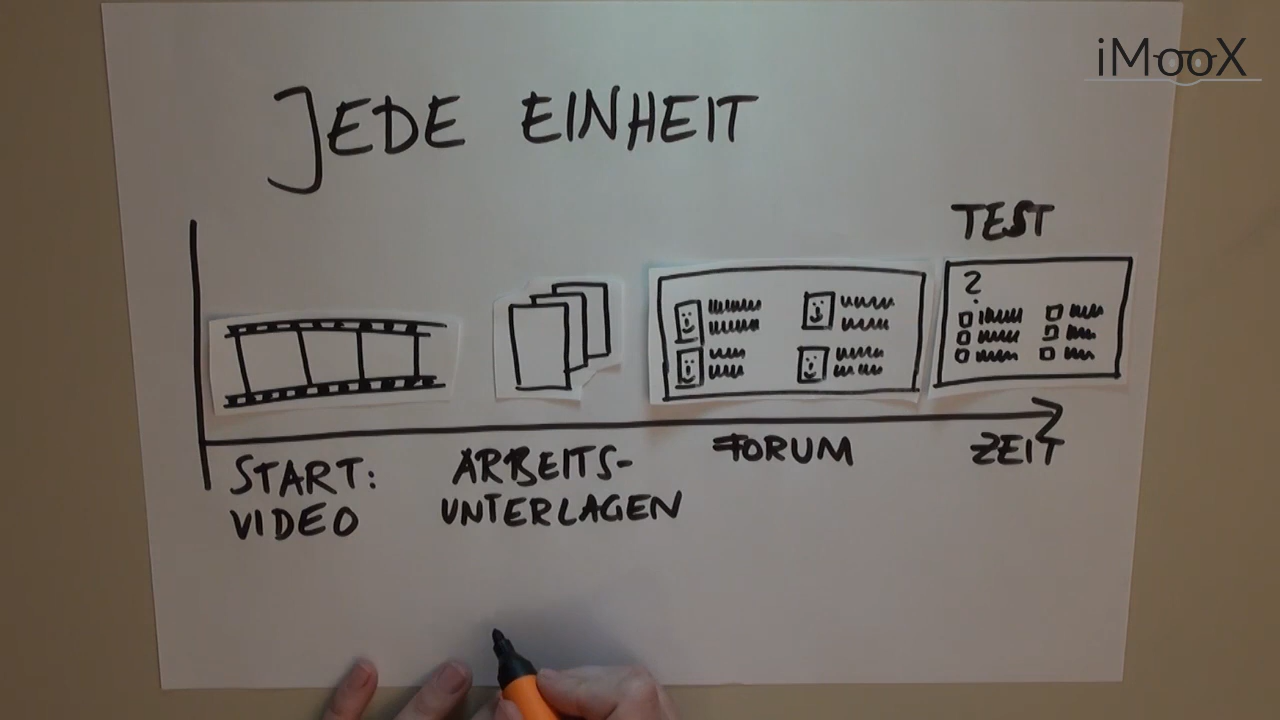 iMooX
JEDE EINHEIT
TEST
?
START:
VIDEO
ARBEITS-
UNTERLAGEN
FORUM
ZEIT